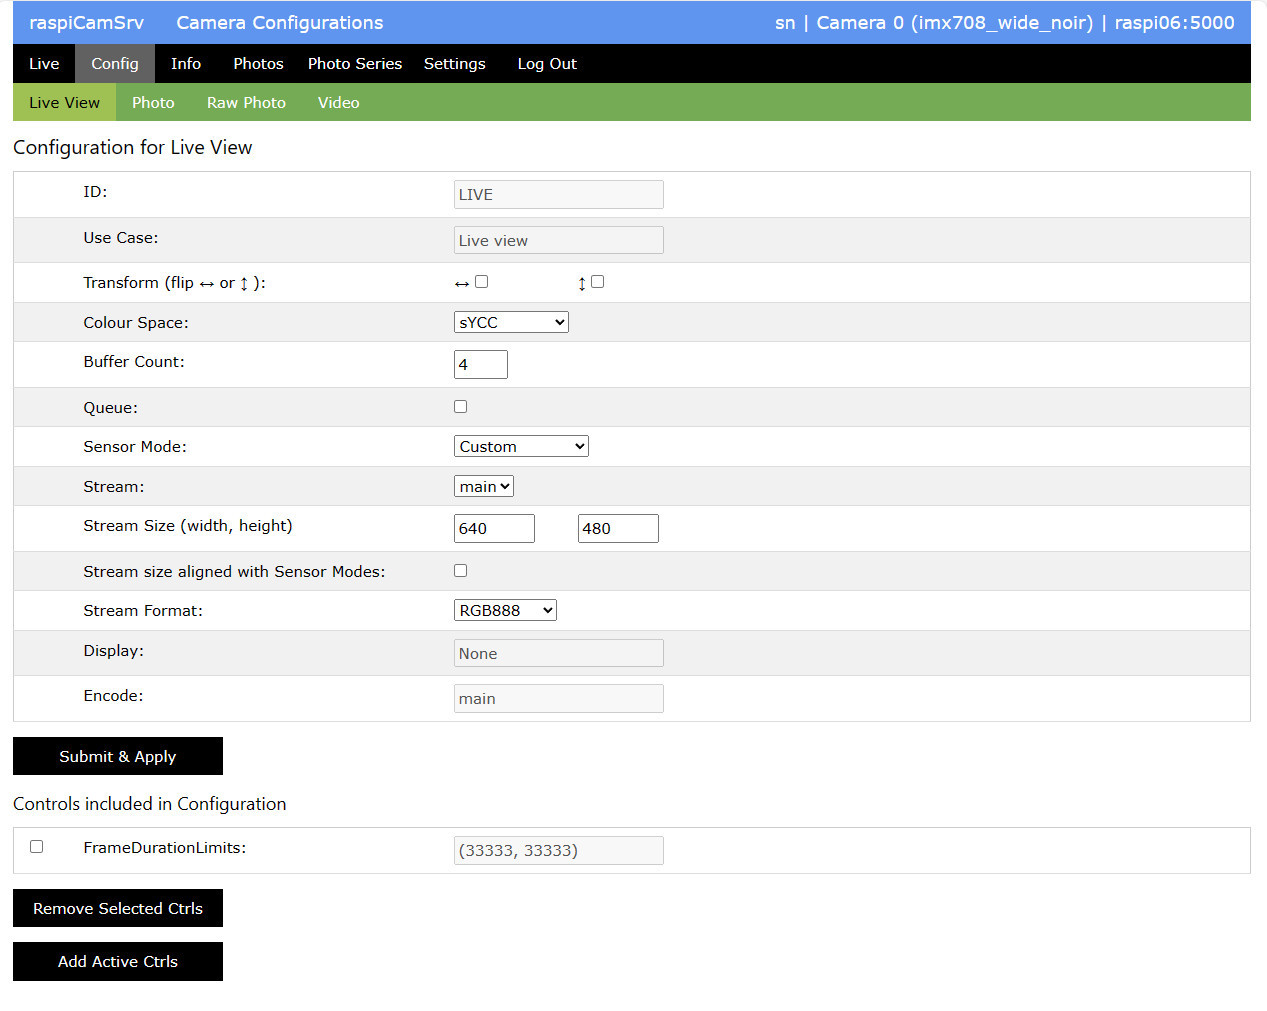 raspiCamSrv Camera Configurations sn | Camera 0 (imx708_wide_noir) | raspi06:5000
Live Config Info Photos Photo Series Settings Log Out
Live View Photo Raw Photo Video
Configuration for Live View
ID: LIVE
Use Case: Live view
Transform (flip ↔ or ↕ ): ↔ ↕
Colour Space: sYCC
Buffer Count: 4
Queue:
Sensor Mode: Custom
Stream: main
Stream Size (width, height) 640 480
Stream size aligned with Sensor Modes:
Stream Format: RGB888
Display: None
Encode: main
Submit & Apply
Controls included in Configuration
FrameDurationLimits: (33333, 33333)
Remove Selected Ctrls
Add Active Ctrls